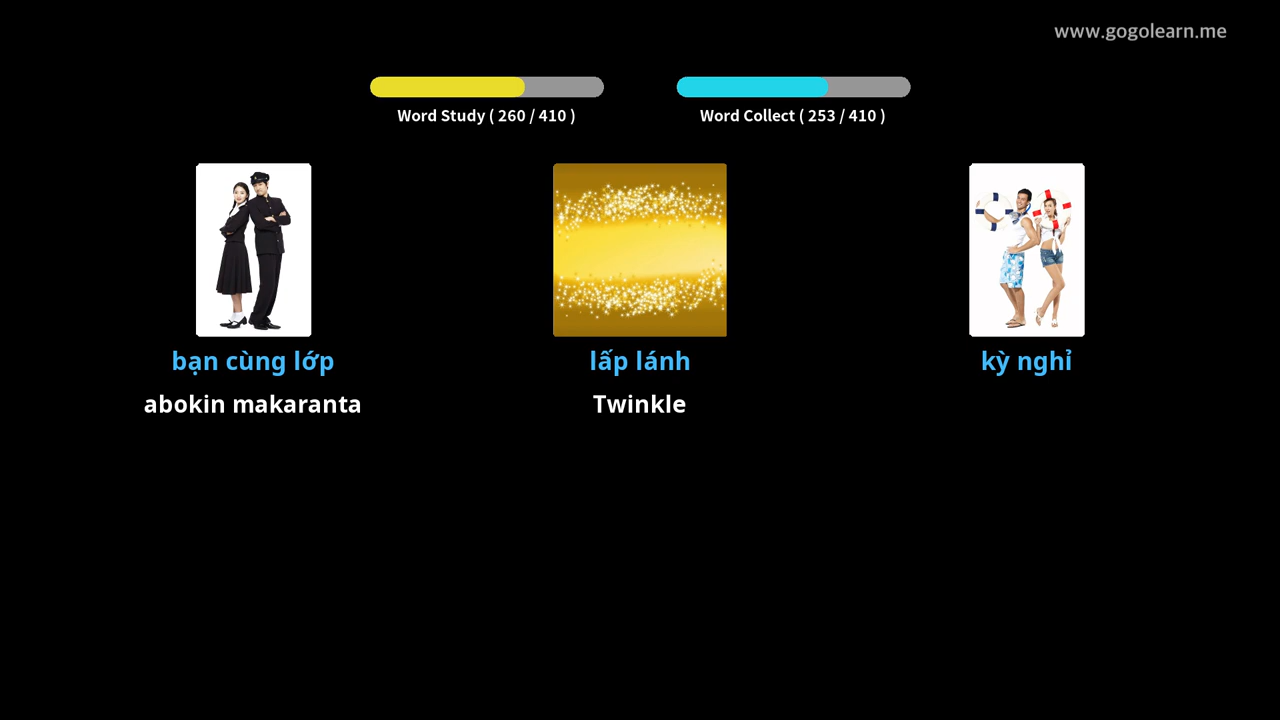 www.gogolearn.me
Word Study ( 260 / 410 )
Word Collect ( 253 / 410 )
bạn cùng lớp
lấp lánh
kỳ nghỉ
abokin makaranta
Twinkle